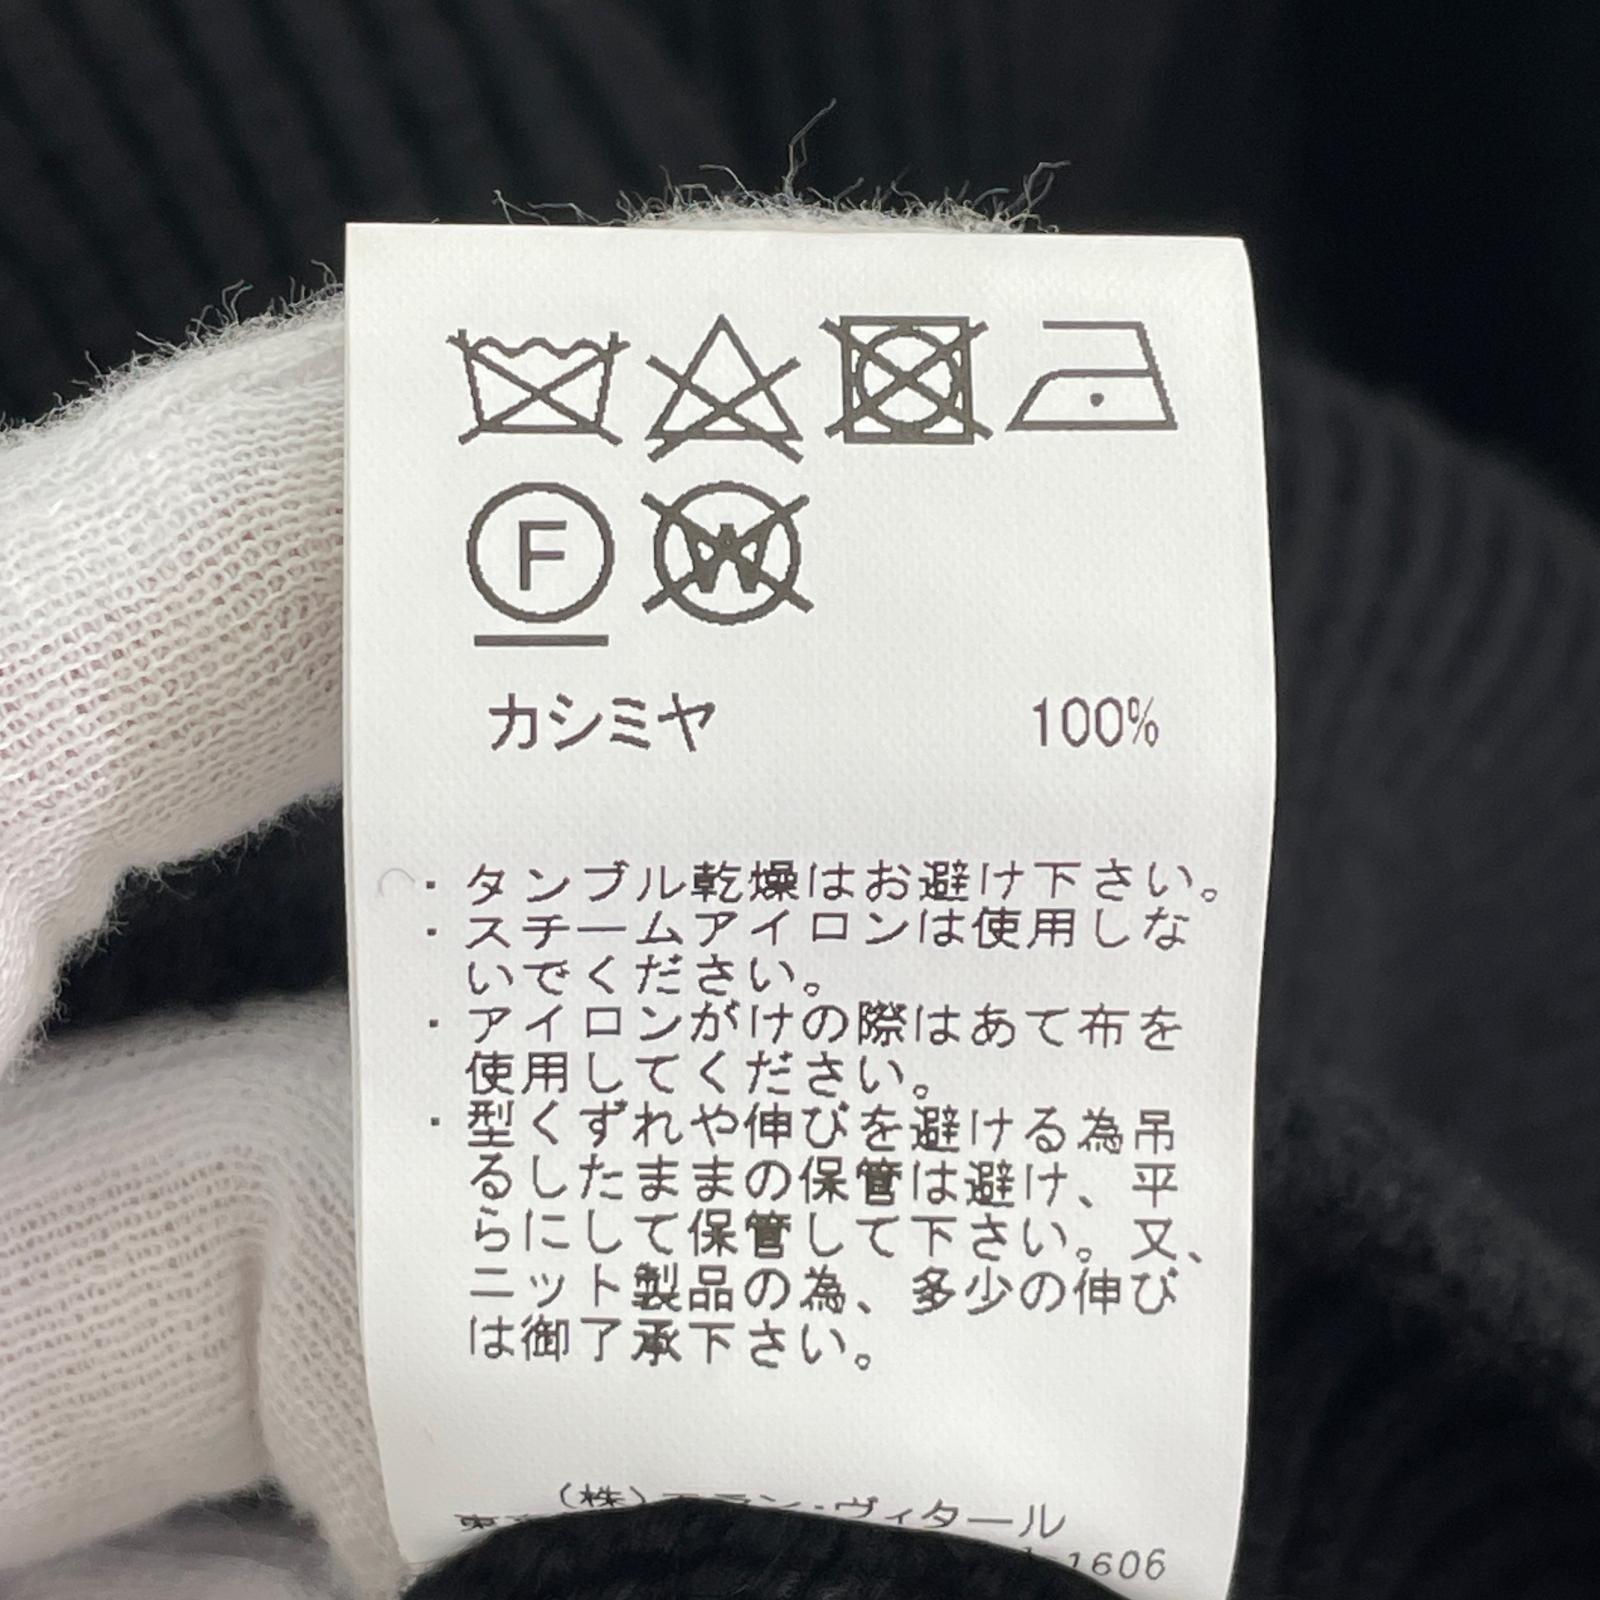 F
W
カシミヤ 100%
・タンブル乾燥はお避け下さい。
・スチームアイロンは使用しな
いでください。
・アイロンがけの際はあて布を
使用してください。
・型くずれや伸びを避ける為吊
るしたままの保管は避け、平
らにして保管して下さい。又、
ニット製品の為、多少の伸び
は御了承下さい。
(株)ン・ヴィタール
1606